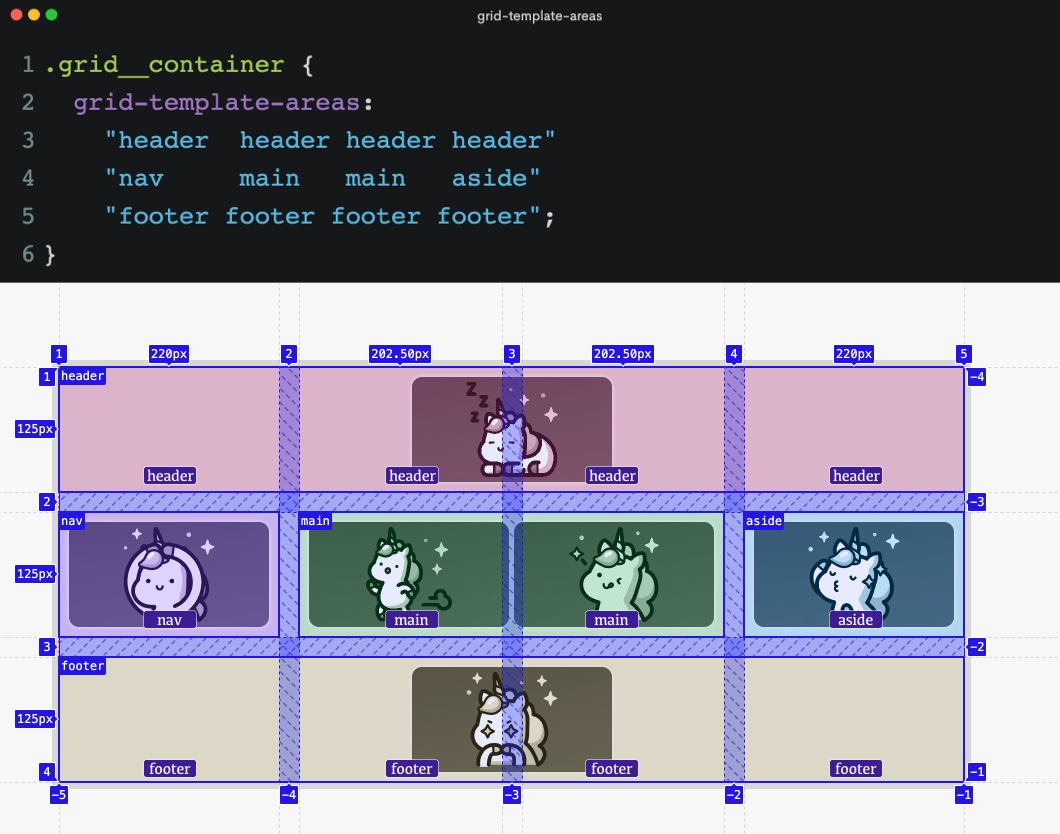 grid-template-areas
1 .grid__container {
2 grid-template-areas:
3 "header header header header"
4 "nav main main aside"
5 "footer footer footer footer";
6 }
1 220px 2 202.50px 3 202.50px 4 220px 5
1 header −4
z z z
125px
header header header header
2 −3
nav main aside
125px
nav main main aside
3 −2
footer
125px
footer footer footer footer
4 −1
−5 −4 −3 −2 −1